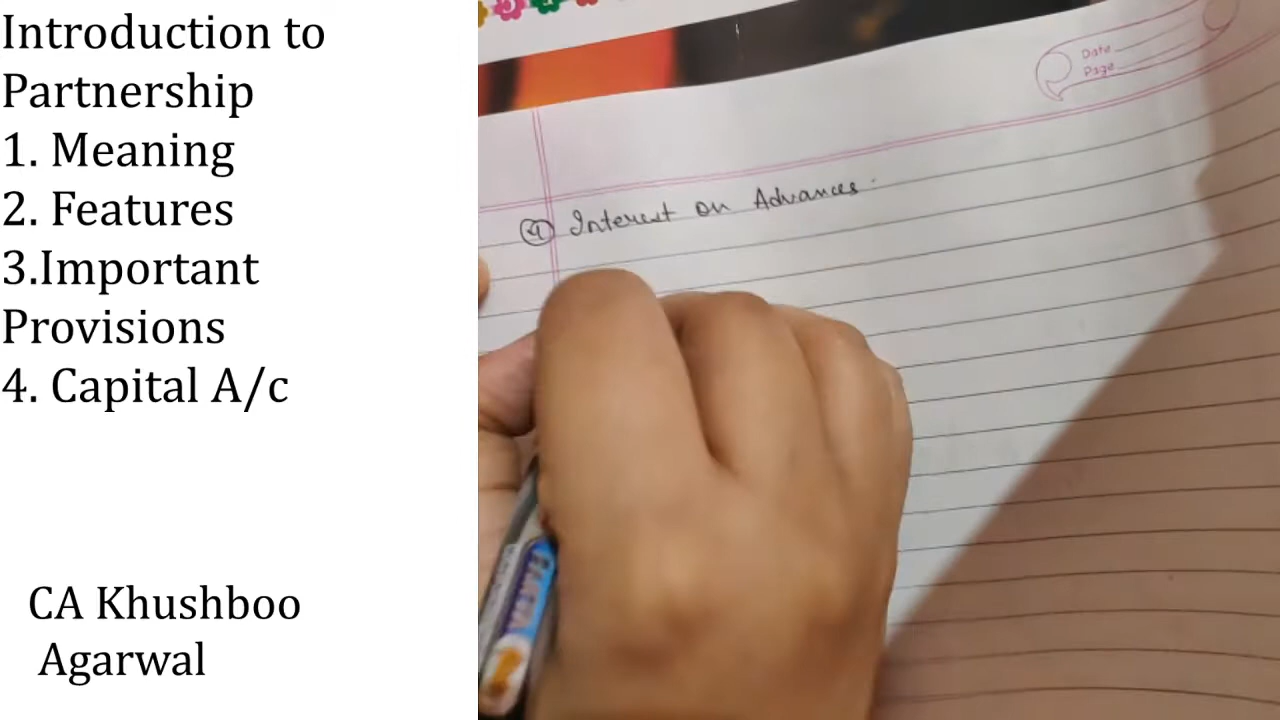 Introduction to
Partnership
1. Meaning
2. Features
3.Important
Provisions
4. Capital A/c
CA Khushboo
Agarwal
Date
Page
④ Interest on Advances